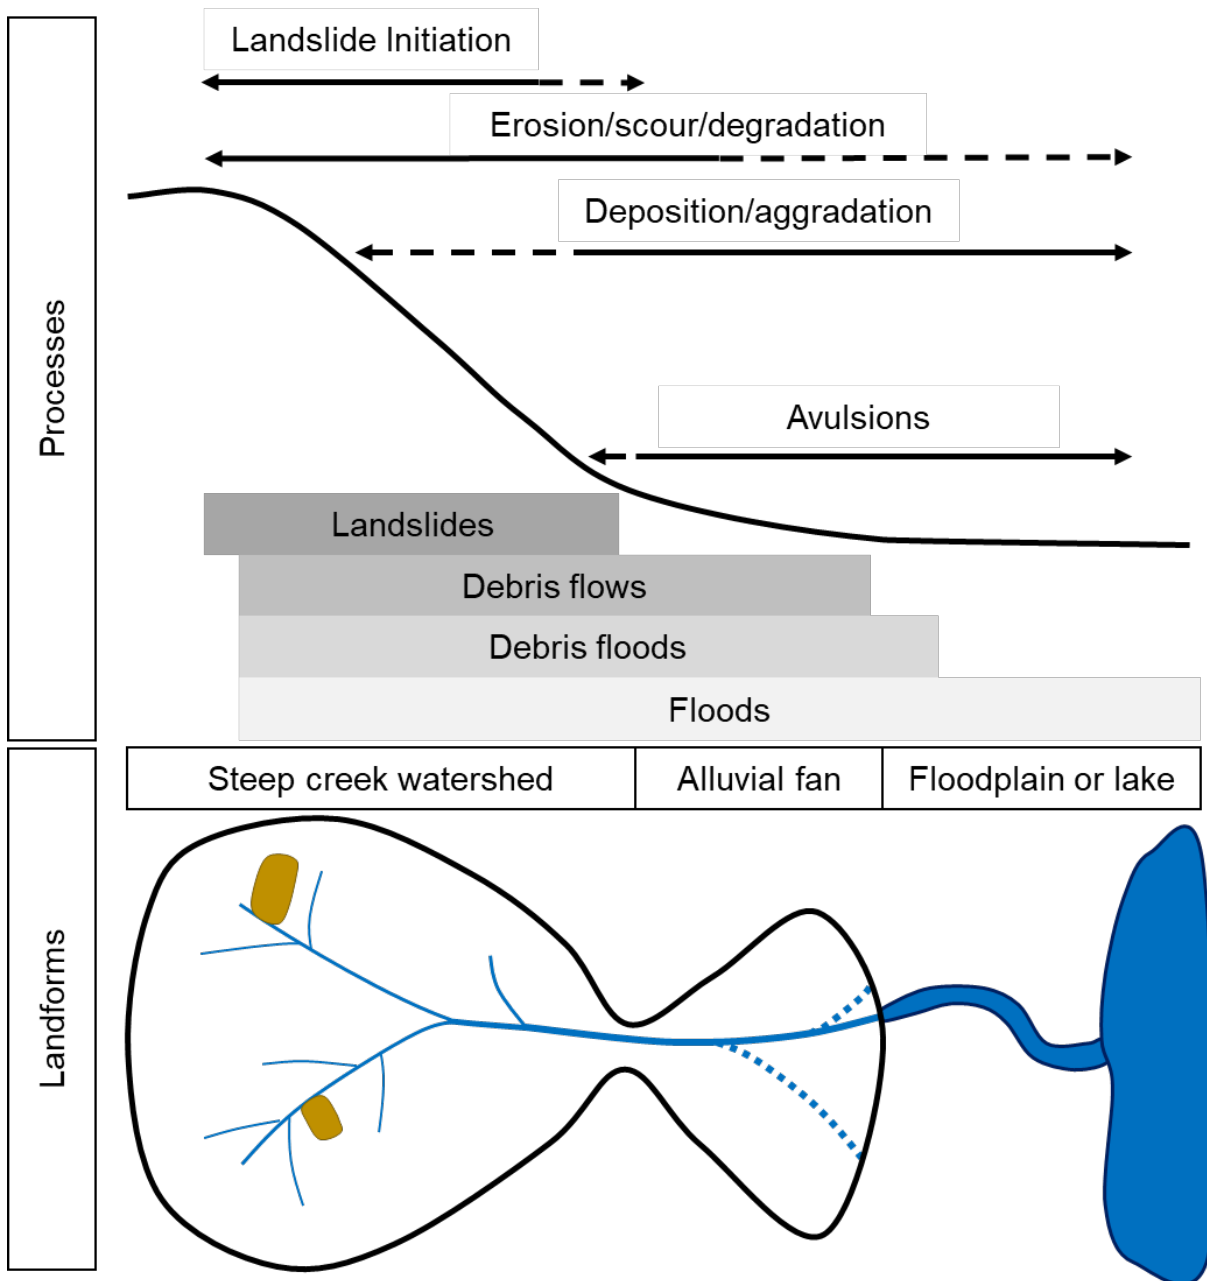 Landslide Initiation
Erosion/scour/degradation
Deposition/aggradation
Avulsions
Processes
Landslides
Debris flows
Debris floods
Floods
Steep creek watershed
Alluvial fan
Floodplain or lake
Landforms